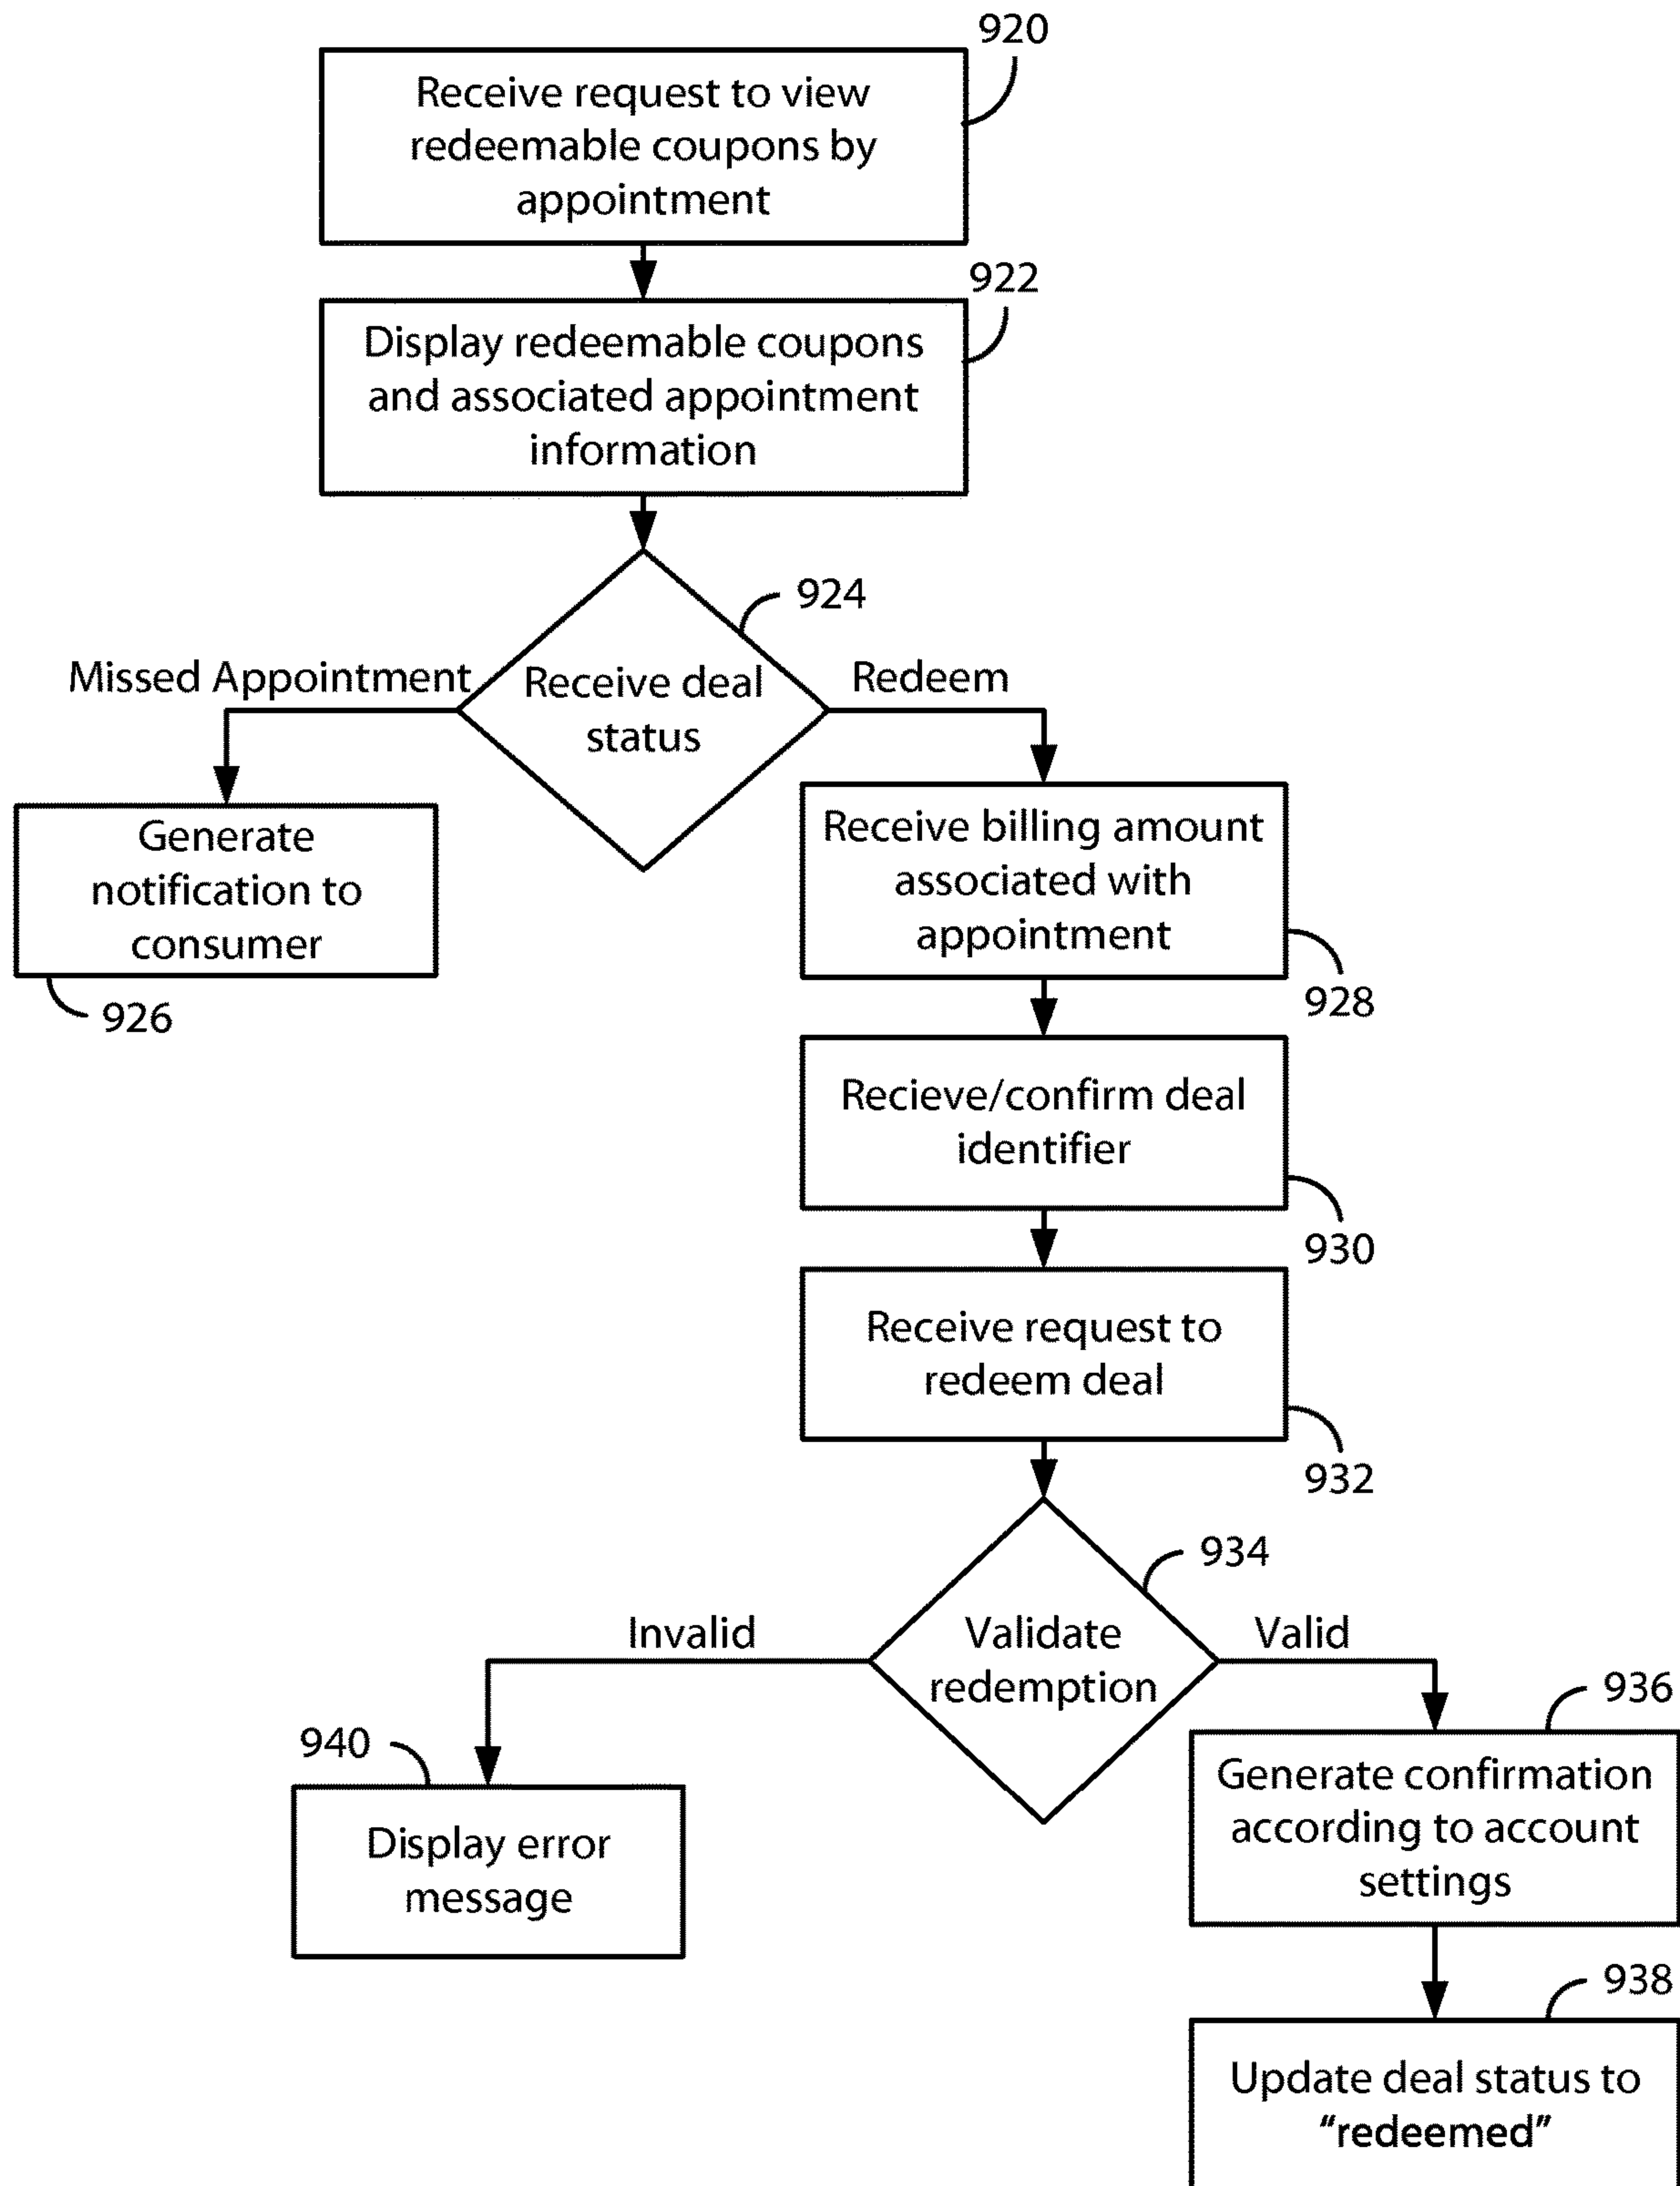 920
Receive request to view
redeemable coupons by
appointment
922
Display redeemable coupons
and associated appointment
information
924
Missed Appointment
Receive deal
status
Redeem
Generate
notification to
consumer
926
Receive billing amount
associated with
appointment
928
Recieve/confirm deal
identifier
930
Receive request to
redeem deal
932
934
Invalid
Validate
redemption
Valid
936
940
Generate confirmation
according to account
settings
Display error
message
938
Update deal status to
“redeemed”